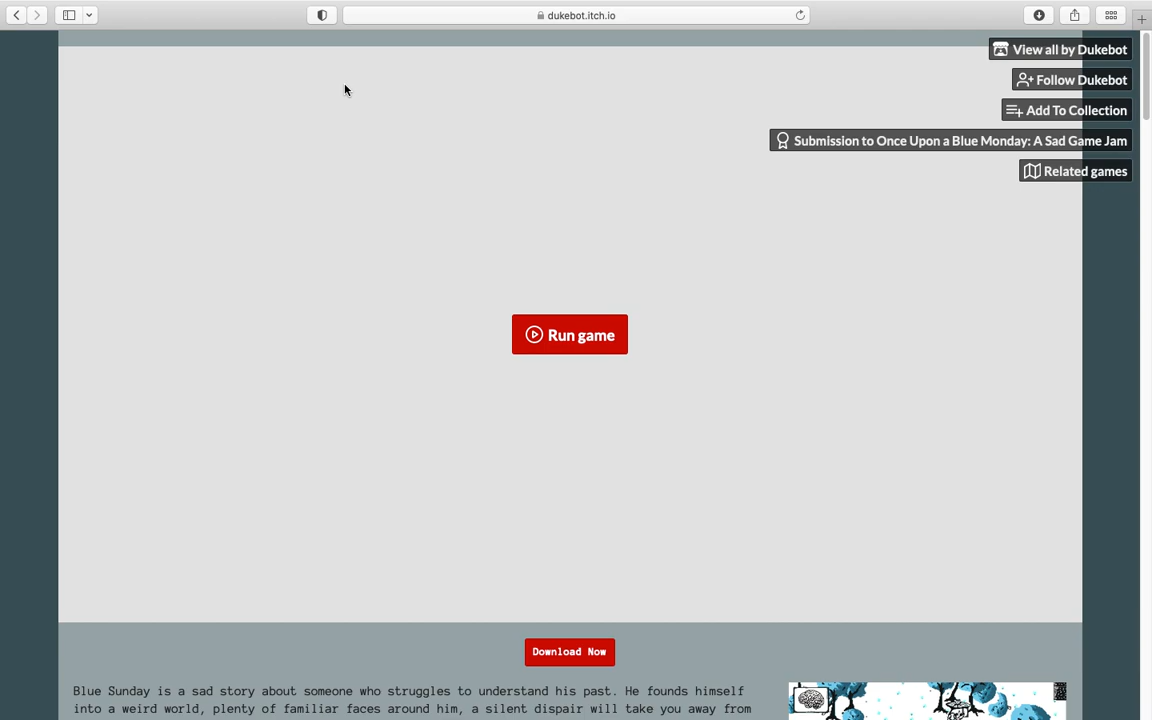 dukebot.itch.io
View all by Dukebot
Follow Dukebot
Add To Collection
Submission to Once Upon a Blue Monday: A Sad Game Jam
Related games
Run game
Download Now
Blue Sunday is a sad story about someone who struggles to understand his past. He founds himself
into a weird world, plenty of familiar faces around him, a silent dispair will take you away from